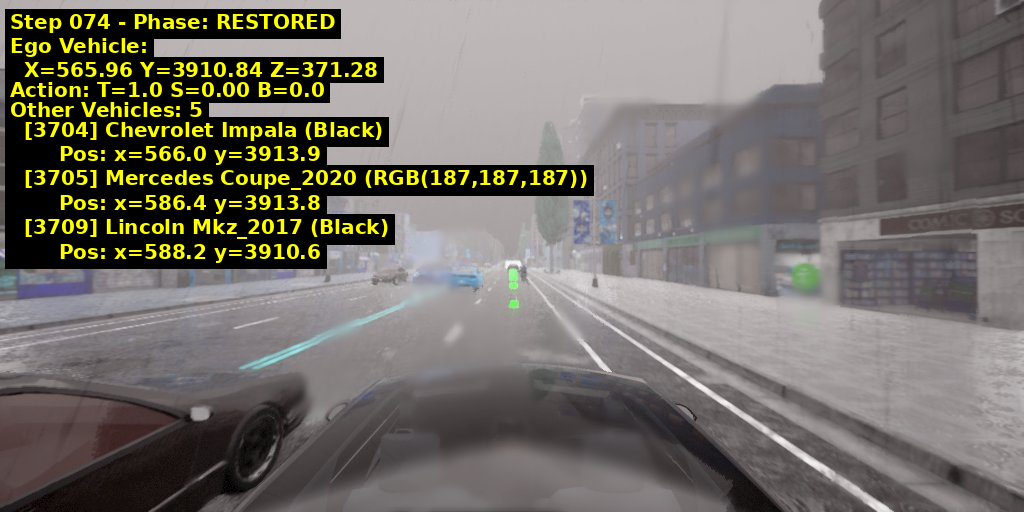 Step 074 - Phase: RESTORED
Ego Vehicle:
X=565.96 Y=3910.84 Z=371.28
Action: T=1.0 S=0.00 B=0.0
Other Vehicles: 5
[3704] Chevrolet Impala (Black)
Pos: x=566.0 y=3913.9
[3705] Mercedes Coupe_2020 (RGB(187,187,187))
Pos: x=586.4 y=3913.8
[3709] Lincoln Mkz_2017 (Black)
Pos: x=588.2 y=3910.6
COMIC SO